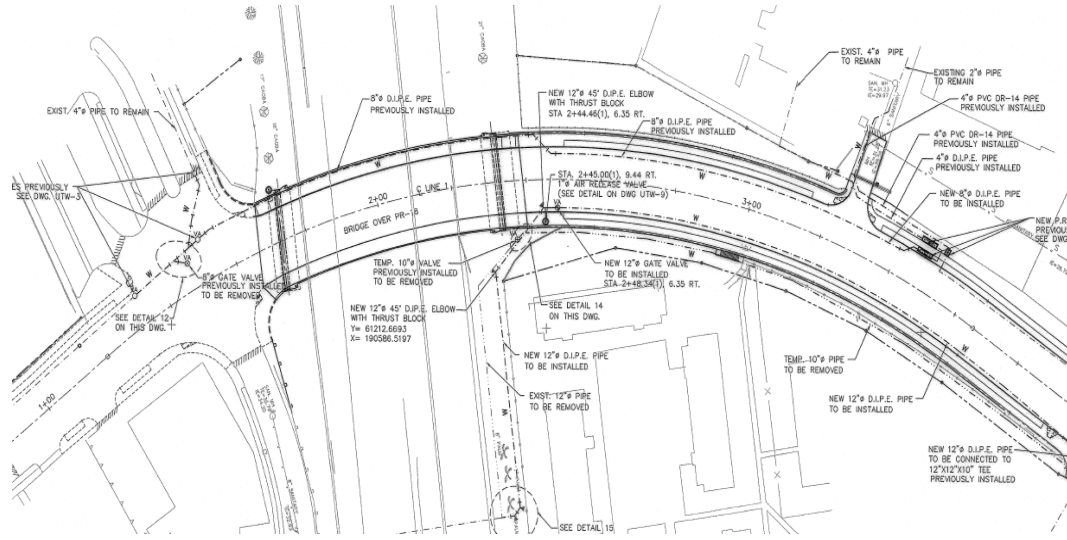 EXIST. 4"ø PIPE
TO REMAIN
EXISTING 2"ø PIPE
TO REMAIN
4"ø PVC DR-14 PIPE
PREVIOUSLY INSTALLED
4"ø PVC DR-14 PIPE
PREVIOUSLY INSTALLED
4"ø D.I.P.E. PIPE
PREVIOUSLY INSTALLED
NEW 8"ø D.I.P.E. PIPE
TO BE INSTALLED
NEW P.R
PREVIOUSLY
SEE DWG
6" SANITARY
EXIST. 4"ø PIPE TO REMAIN
8"ø D.I.P.E. PIPE
PREVIOUSLY INSTALLED
NEW 12"ø 45° D.I.P.E. ELBOW
WITH THRUST BLOCK
STA 2+44.46(1), 6.35 RT.
8"ø D.I.P.E. PIPE
PREVIOUSLY INSTALLED
STA. 2+45.00(1), 9.44 RT.
1"ø AIR RELEASE VALVE
(SEE DETAIL ON DWG UTW-9)
ES PREVIOUSLY
SEE DWG. UTW-3
2+00
C LINE 1
3+00
BRIDGE OVER PR-18
8"ø GATE VALVE
PREVIOUSLY INSTALLED
TO BE REMOVED
SEE DETAIL 12
ON THIS DWG.
TEMP. 10"ø VALVE
PREVIOUSLY INSTALLED
TO BE REMOVED
NEW 12"ø GATE VALVE
TO BE INSTALLED
STA 2+48.34(1), 6.35 RT.
NEW 12"ø 45° D.I.P.E. ELBOW
WITH THRUST BLOCK
Y= 61212.6693
X= 190586.5197
SEE DETAIL 14
ON THIS DWG.
NEW 12"ø D.I.P.E. PIPE
TO BE INSTALLED
TEMP. 10"ø PIPE
TO BE REMOVED
EXIST. 12"ø PIPE
TO BE REMOVED
NEW 12"ø D.I.P.E. PIPE
TO BE INSTALLED
1+00
NEW 12"ø D.I.P.E. PIPE
TO BE CONNECTED TO
12"X12"X10" TEE
PREVIOUSLY INSTALLED
SEE DETAIL 15